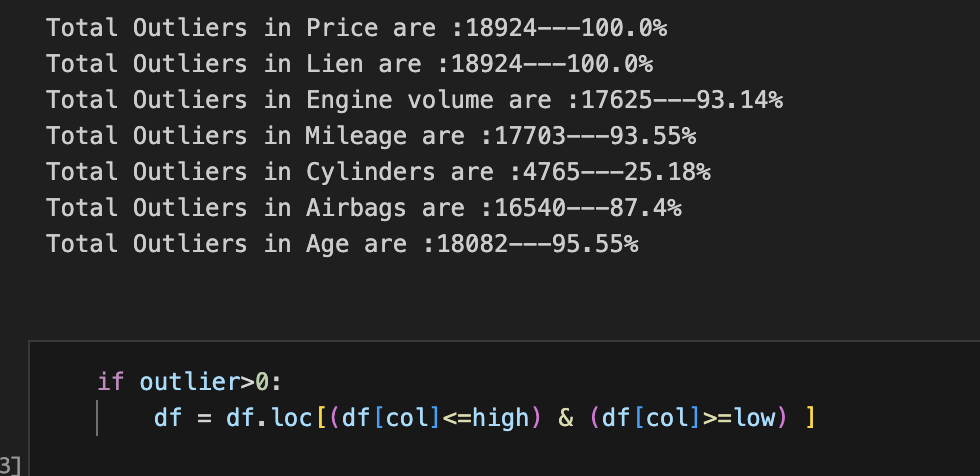 Total Outliers in Price are :18924---100.0%
Total Outliers in Lien are :18924---100.0%
Total Outliers in Engine volume are :17625---93.14%
Total Outliers in Mileage are :17703---93.55%
Total Outliers in Cylinders are :4765---25.18%
Total Outliers in Airbags are :16540---87.4%
Total Outliers in Age are :18082---95.55%
if outlier>0:
df = df.loc[(df[col]<=high) & (df[col]>=low) ]
3]